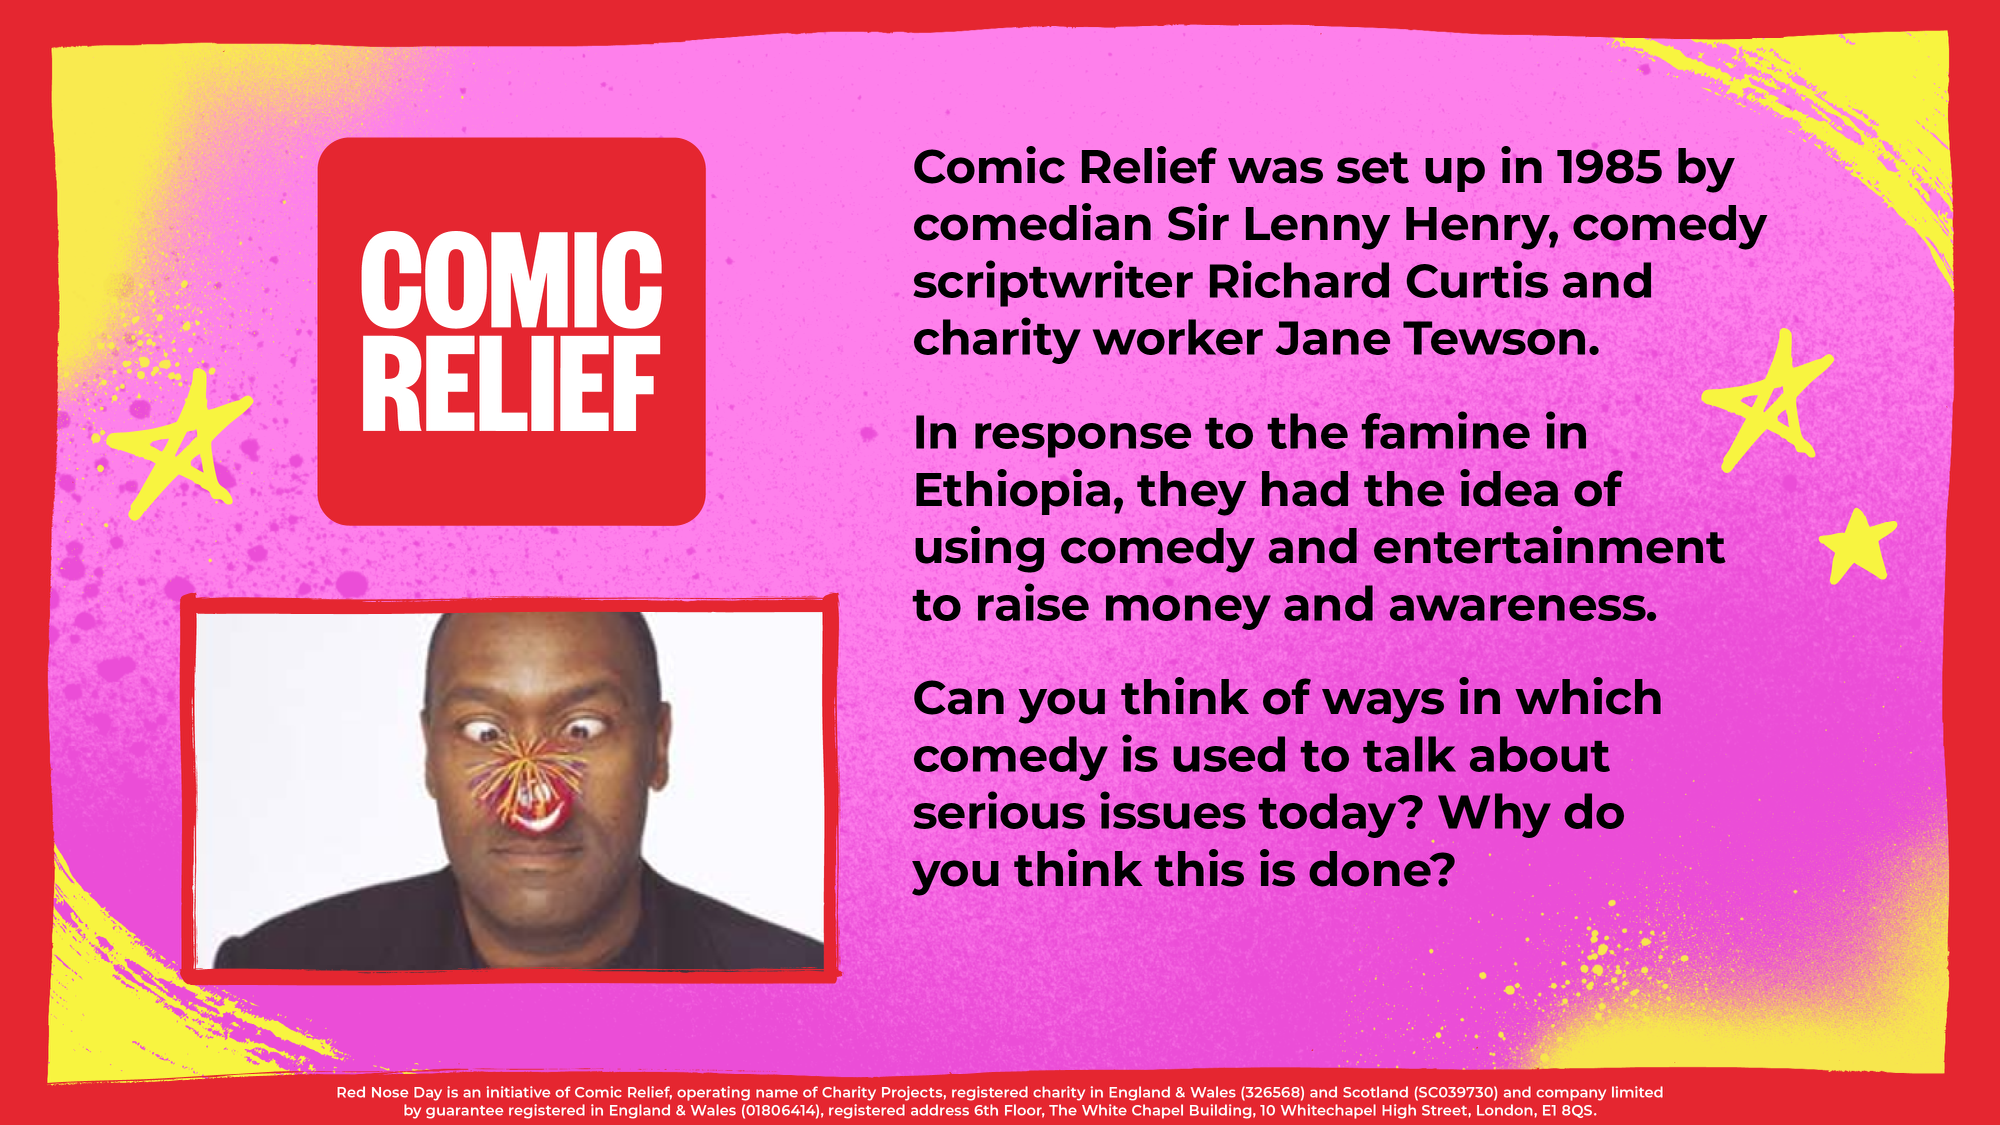 COMIC
RELIEF
Comic Relief was set up in 1985 by
comedian Sir Lenny Henry, comedy
scriptwriter Richard Curtis and
charity worker Jane Tewson.
In response to the famine in
Ethiopia, they had the idea of
using comedy and entertainment
to raise money and awareness.
Can you think of ways in which
comedy is used to talk about
serious issues today? Why do
you think this is done?
Red Nose Day is an initiative of Comic Relief, operating name of Charity Projects, registered charity in England & Wales (326568) and Scotland (SC039730) and company limited
by guarantee registered in England & Wales (01806414), registered address 6th Floor, The White Chapel Building, 10 Whitechapel High Street, London, E1 8QS.